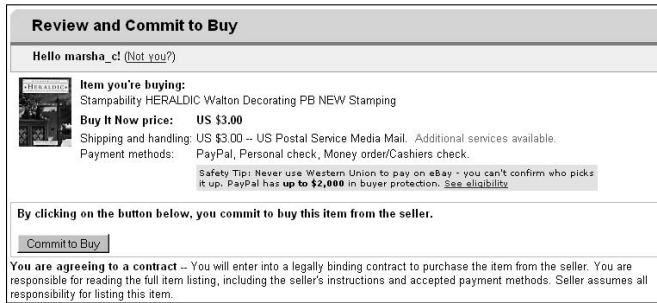 Review and Commit to Buy
Hello marsha_c! (Not you?)
HERALDIC
Item you're buying:
Stampability HERALDIC Walton Decorating PB NEW Stamping
Buy It Now price: US $3.00
Shipping and handling: US $3.00 -- US Postal Service Media Mail. Additional services available.
Payment methods: PayPal, Personal check, Money order/Cashiers check.
Safety Tip: Never use Western Union to pay on eBay - you can't confirm who picks
it up. PayPal has up to $2,000 in buyer protection. See eligibility
By clicking on the button below, you commit to buy this item from the seller.
Commit to Buy
You are agreeing to a contract -- You will enter into a legally binding contract to purchase the item from the seller. You are
responsible for reading the full item listing, including the seller's instructions and accepted payment methods. Seller assumes all
responsibility for listing this item.